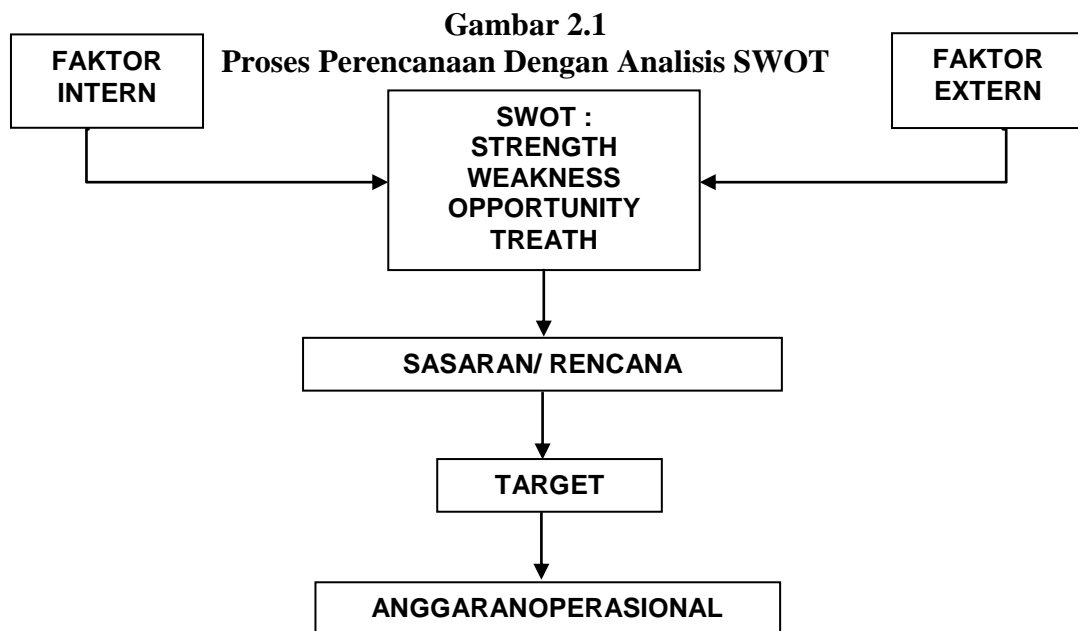 Gambar 2.1
Proses Perencanaan Dengan Analisis SWOT
FAKTOR
INTERN
FAKTOR
EXTERN
SWOT :
STRENGTH
WEAKNESS
OPPORTUNITY
TREATH
SASARAN/ RENCANA
TARGET
ANGGARANOPERASIONAL